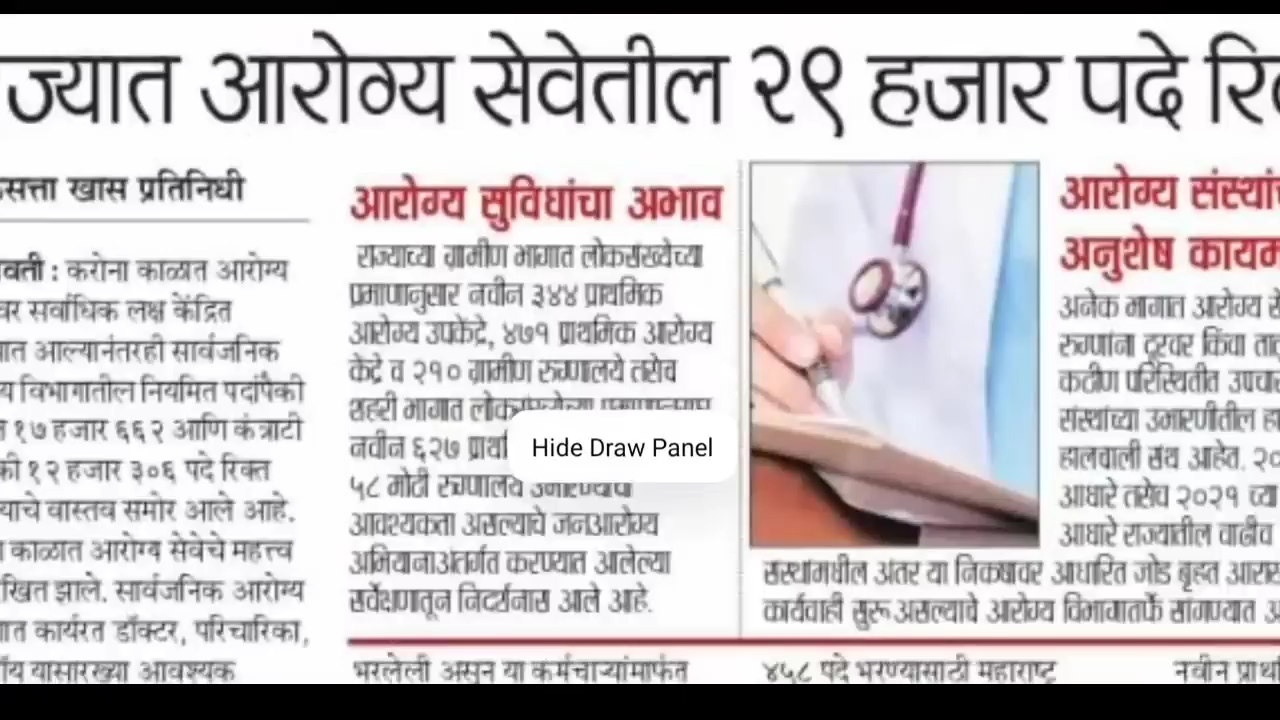 ज्यात आरोग्य सेवेतील २९ हजार पदे
खास प्रतिनिधी
करोना काळात आरोग्य
सर्वाधिक लक्ष केंद्रित
आल्यानंतरही सार्वजनिक
विभागातील नियमित पदांपैकी
१७ हजार ६६२ आणि कंत्राटी
१२ हजार ३०६ पदे रिक्त
वास्तव समोर आले आहे.
काळात आरोग्य सेवेचे महत्त्व
झाले. सार्वजनिक आरोग्य
कार्यरत डॉक्टर, परिचारिका,
यासारख्या आवश्यक
आरोग्य सुविधांचा अभाव
राज्याच्या ग्रामीण भागात लोकसंख्येच्या
प्रमाणानुसार नवीन ३४४ प्राथमिक
आरोग्य उपकेंद्रे, ४७१ प्राथमिक आरोग्य
केंद्रे व २१० ग्रामीण रुग्णालये तसेच
शहरी भागात
नवीन ६२७
५८ मोठी रुग्णालये
आवश्यकता असल्याचे जनआरोग्य
अभियानाअंतर्गत करण्यात आलेल्या
सर्वेक्षणातून निदर्शनास आले आहे.
भरलेली असून या कर्मचाऱ्यांमार्फत
Hide Draw Panel
आरोग्य
अनुशेष
अनेक भागात आरोग्य
रुग्णांना दूरवर किंवा
कठीण परिस्थितीत
संस्थांच्या उभारणीतील
हालचाली संथ आहेत.
आधारे तसेच २०२१ च्या
आधारे राज्यातील वाढीव
संस्थांमधील अंतर या निकषावर आधारित जोड बृहत
कार्यवाही सुरू असल्याचे आरोग्य विभागातर्फे सांगण्यात
४५८ पदे भरण्यासाठी महाराष्ट्र
नवीन